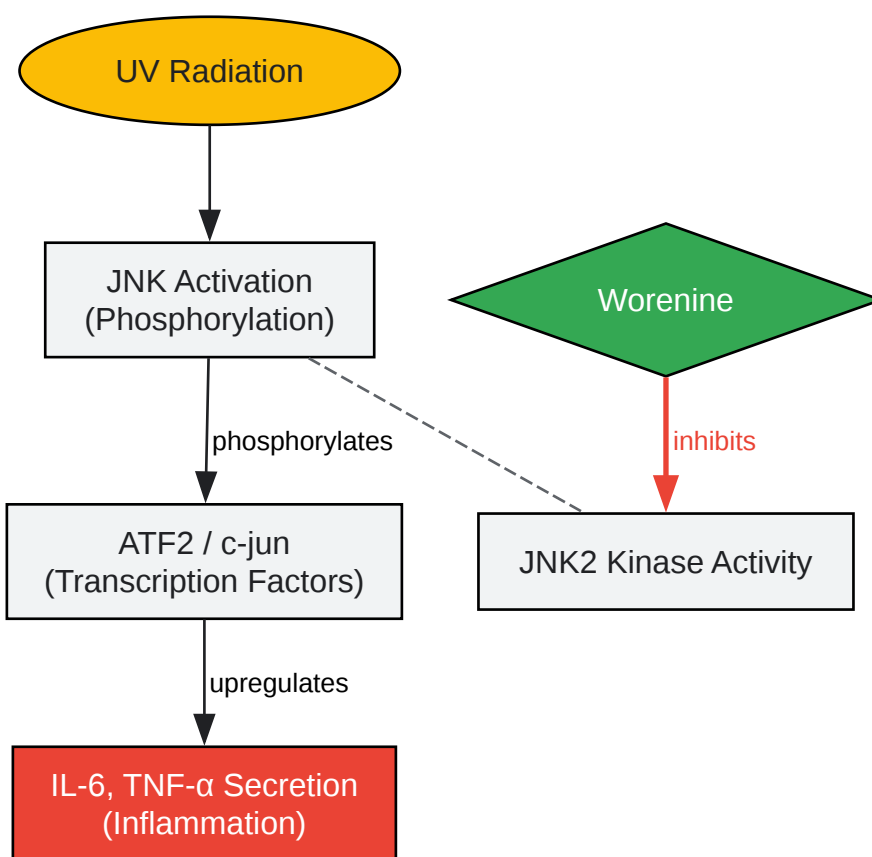 UV Radiation
JNK Activation
(Phosphorylation)
Worenine
phosphorylates
inhibits
ATF2 / c-jun
(Transcription Factors)
JNK2 Kinase Activity
upregulates
IL-6, TNF-α Secretion
(Inflammation)